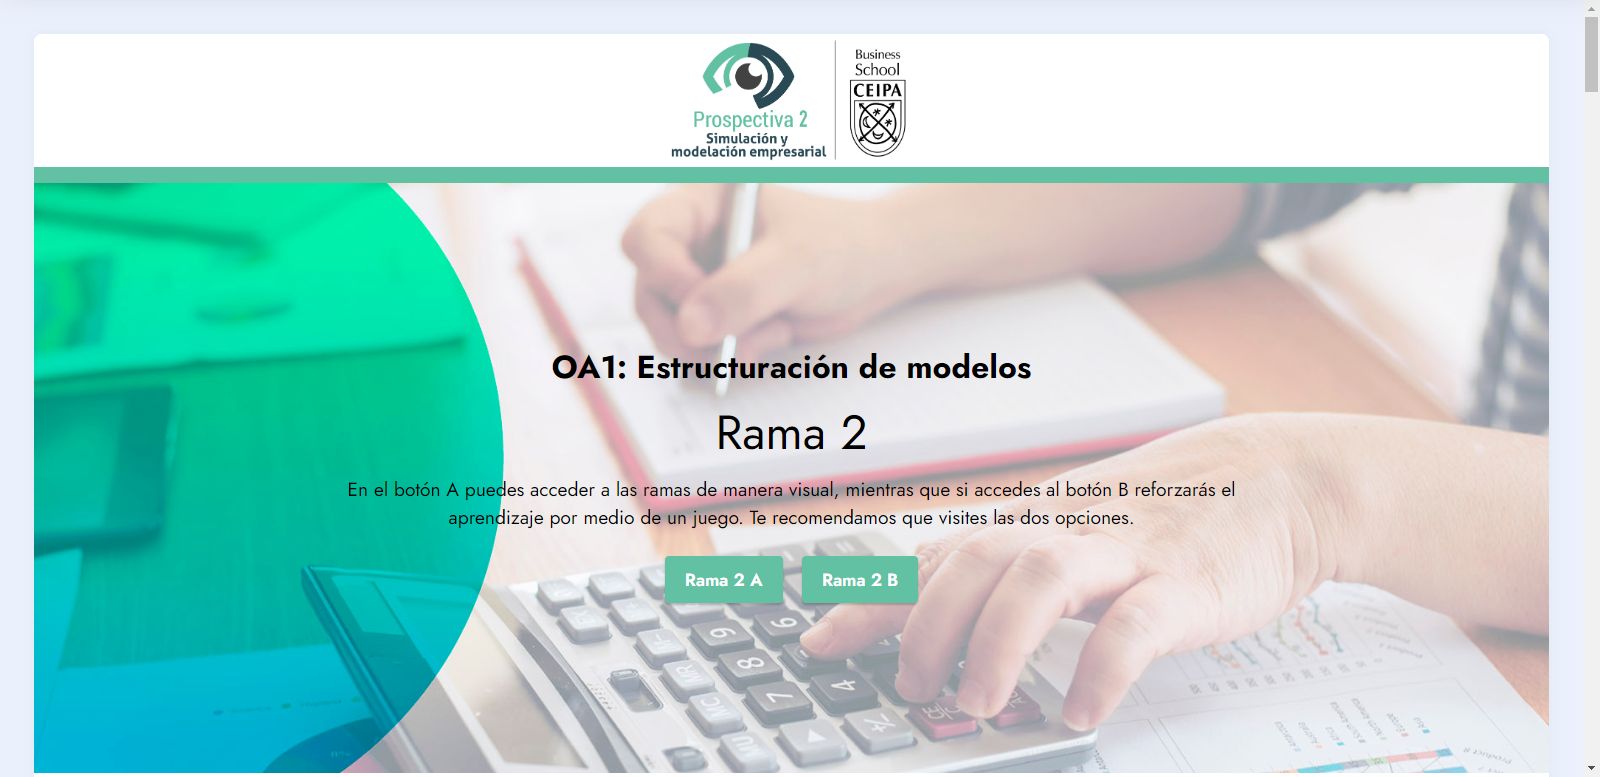 Prospectiva 2
Simulación y
modelación empresarial
Business
School
CEIPA
OA1: Estructuración de modelos
Rama 2
En el botón A puedes acceder a las ramas de manera visual, mientras que si accedes al botón B reforzarás el
aprendizaje por medio de un juego. Te recomendamos que visites las dos opciones.
Rama 2 A
Rama 2 B